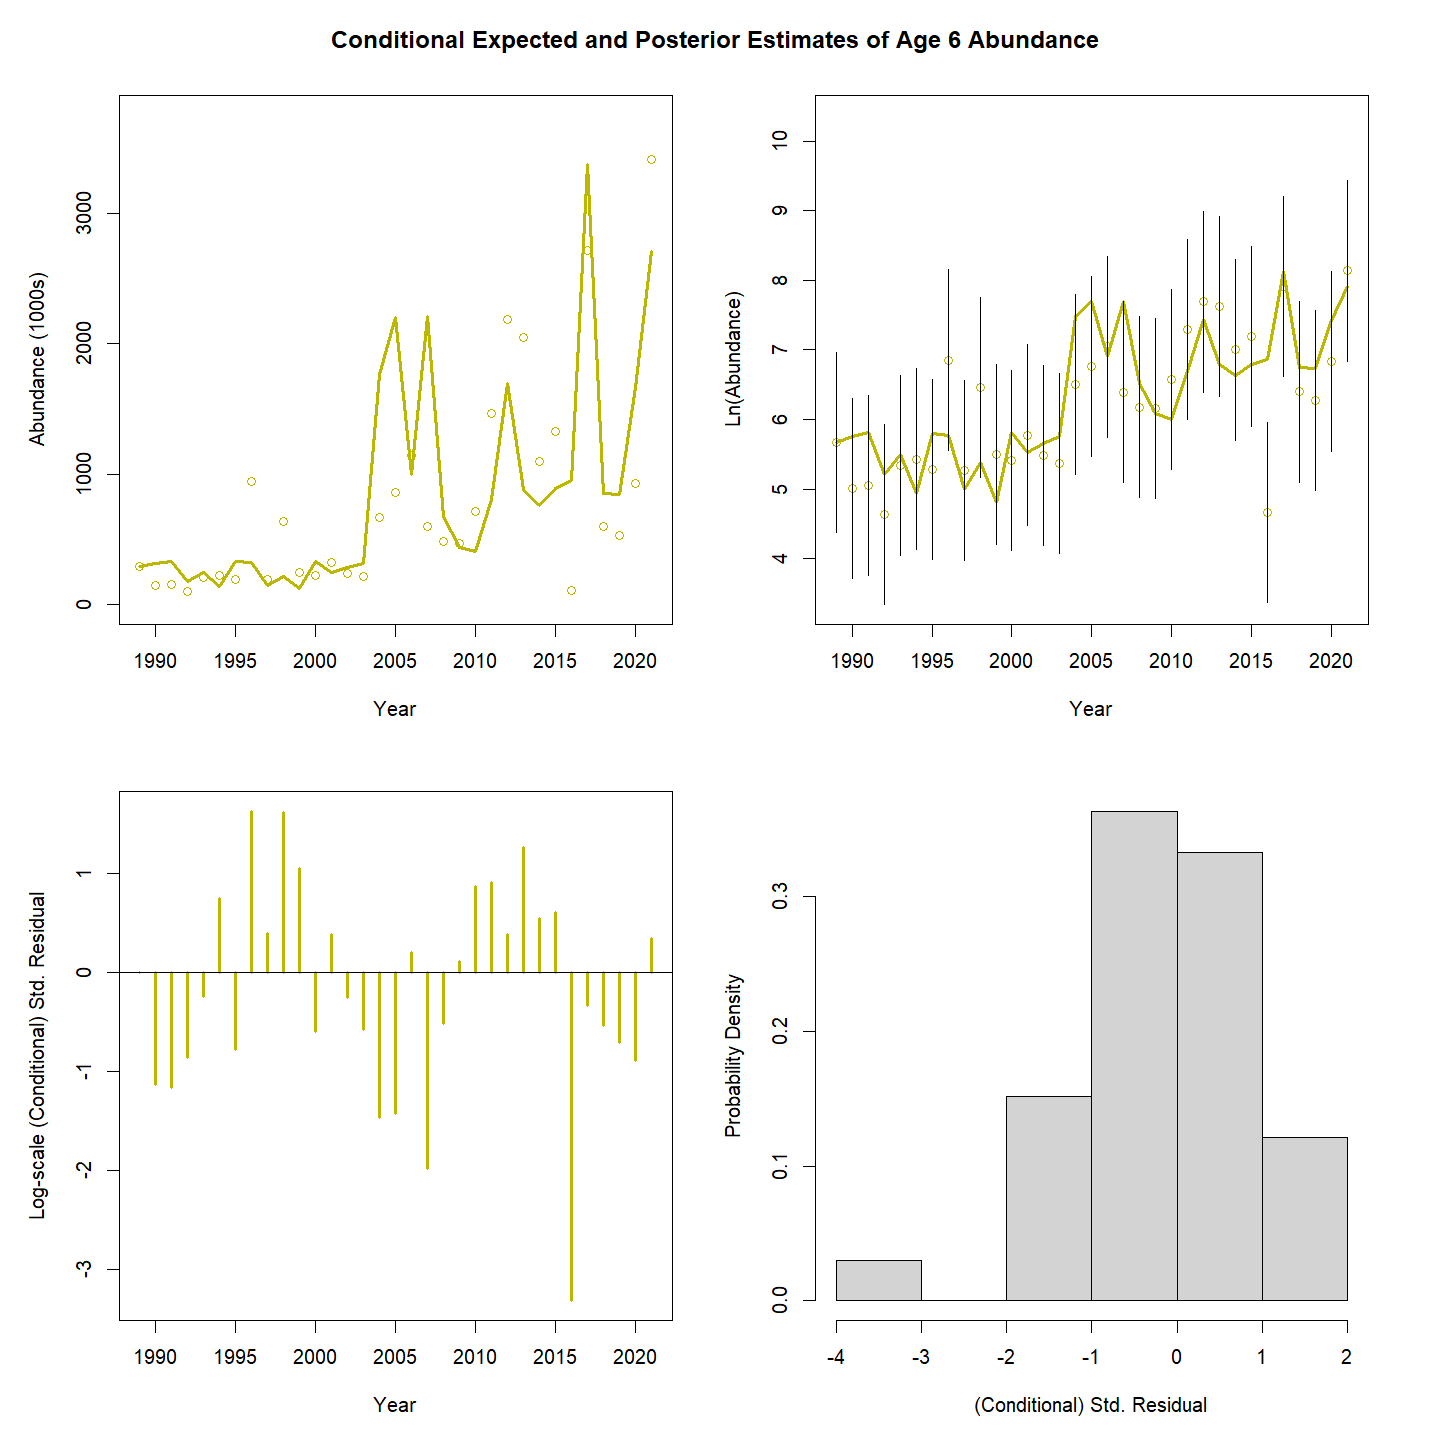 Conditional Expected and Posterior Estimates of Age 6 Abundance
Abundance (1000s)
3000
2000
1000
0
1990 1995 2000 2005 2010 2015 2020
Year
Ln(Abundance)
10
9
8
7
6
5
4
1990 1995 2000 2005 2010 2015 2020
Year
Log-scale (Conditional) Std. Residual
1
0
-1
-2
-3
1990 1995 2000 2005 2010 2015 2020
Year
Probability Density
0.3
0.2
0.1
0.0
-4 -3 -2 -1 0 1 2
(Conditional) Std. Residual